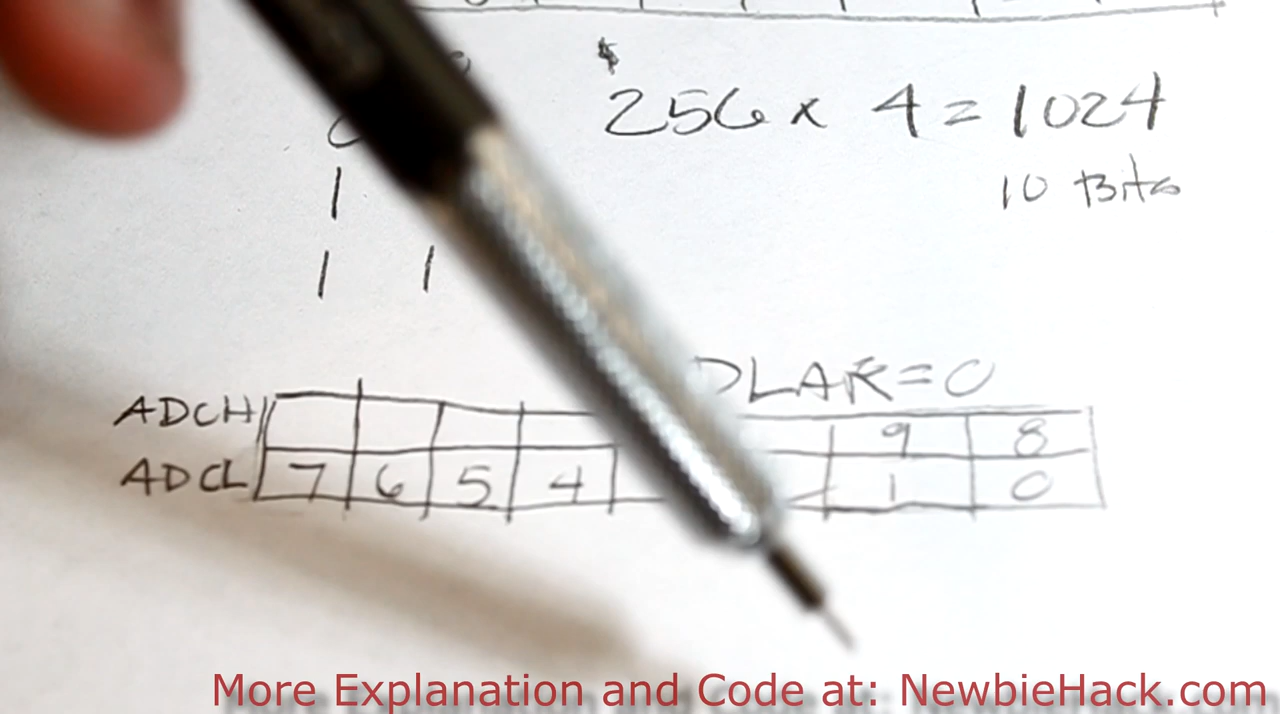 256 x 4 = 1024
10 Bits
1
1 1
DLAR=0
ADCH 9 8
ADCL 7 6 5 4 1 0
More Explanation and Code at: NewbieHack.com